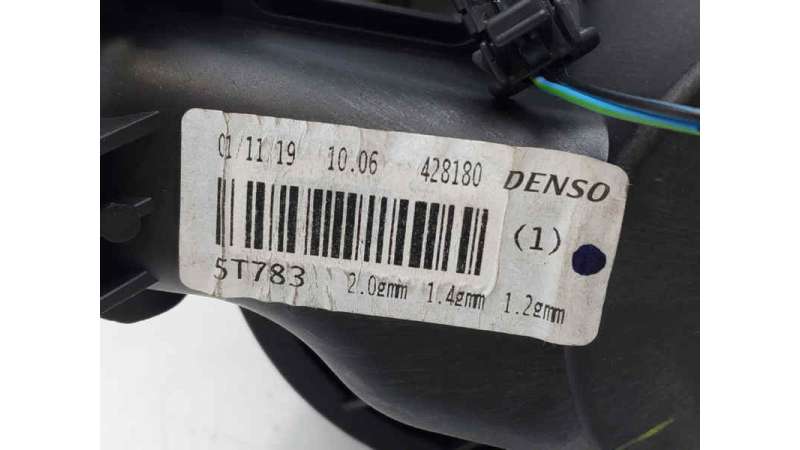 01/11/19 10.06 428180 DENSO
(1)
5T783 2.0gmm 1.4gmm 1.2gmm